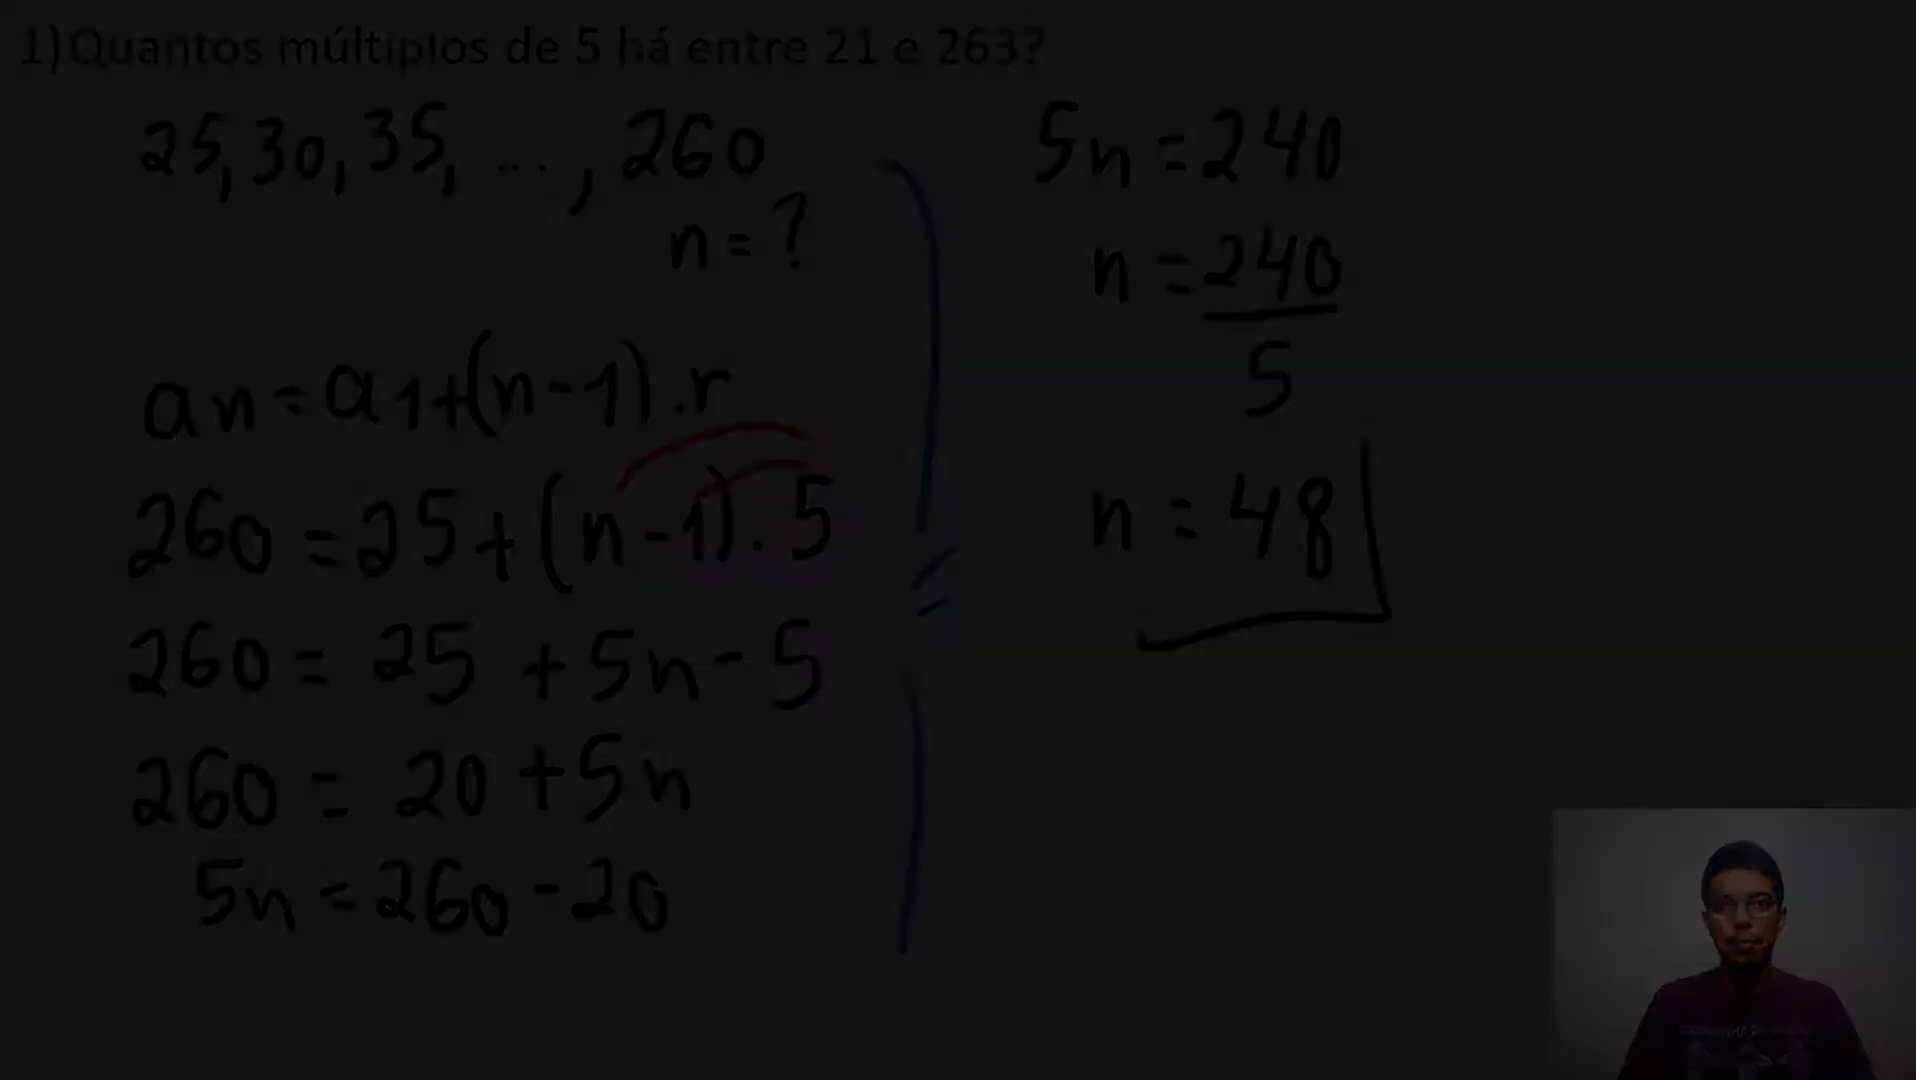 1) Quantos múltiplos de 5 há entre 21 e 263?
25, 30, 35, ..., 260
n = ?
an = a1 + (n - 1) . r
260 = 25 + (n - 1) . 5
260 = 25 + 5n - 5
260 = 20 + 5n
5n = 260 - 20
5n = 240
n = 240
5
n = 48